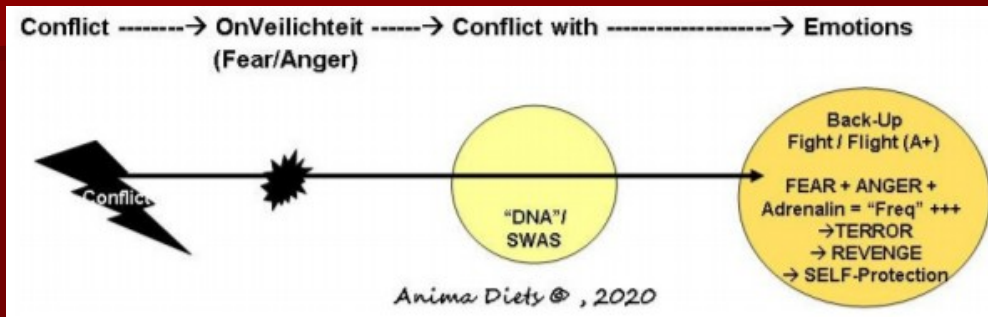 Conflict --------→ OnVeilichteit ------→ Conflict with --------------------→ Emotions
(Fear/Anger)
Conflict
"DNA"/
SWAS
Back-Up
Fight / Flight (A+)
FEAR + ANGER +
Adrenalin = "Freq" +++
→TERROR
→ REVENGE
→ SELF-Protection
Anima Diets @ , 2020